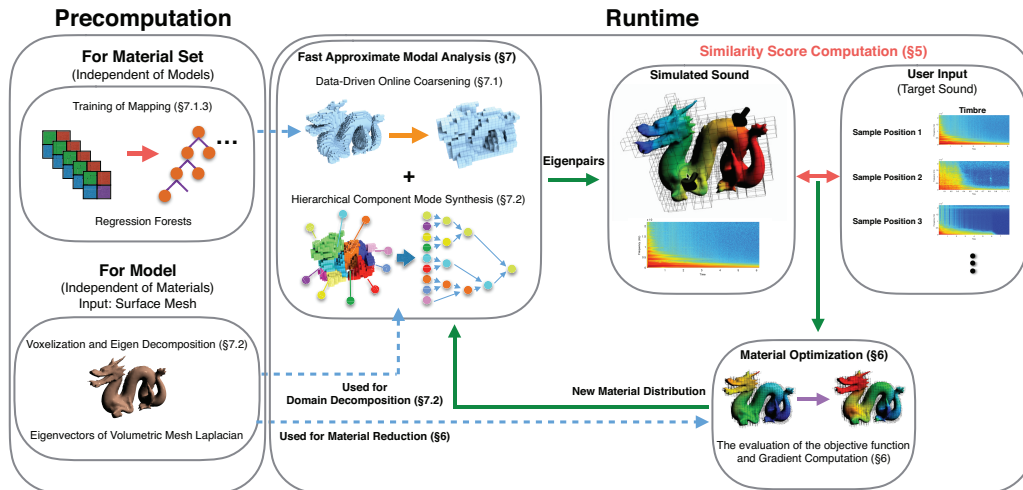 Precomputation
Runtime
For Material Set
(Independent of Models)
Training of Mapping (§7.1.3)
...
Regression Forests
For Model
(Independent of Materials)
Input: Surface Mesh
Voxelization and Eigen Decomposition (§7.2)
Eigenvectors of Volumetric Mesh Laplacian
Fast Approximate Modal Analysis (§7)
Data-Driven Online Coarsening (§7.1)
+
Hierarchical Component Mode Synthesis (§7.2)
Eigenpairs
Similarity Score Computation (§5)
Simulated Sound
User Input
(Target Sound)
Timbre
Sample Position 1
Sample Position 2
Sample Position 3
Used for
Domain Decomposition (§7.2)
New Material Distribution
Used for Material Reduction (§6)
Material Optimization (§6)
The evaluation of the objective function
and Gradient Computation (§6)